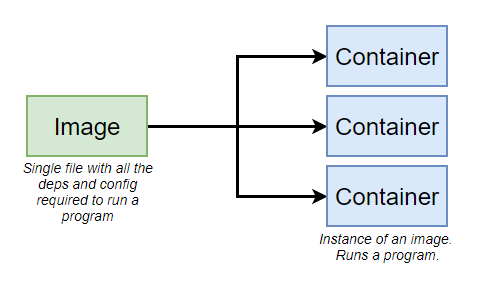 Image
Single file with all the
deps and config
required to run a
program
Container
Container
Container
Instance of an image.
Runs a program.